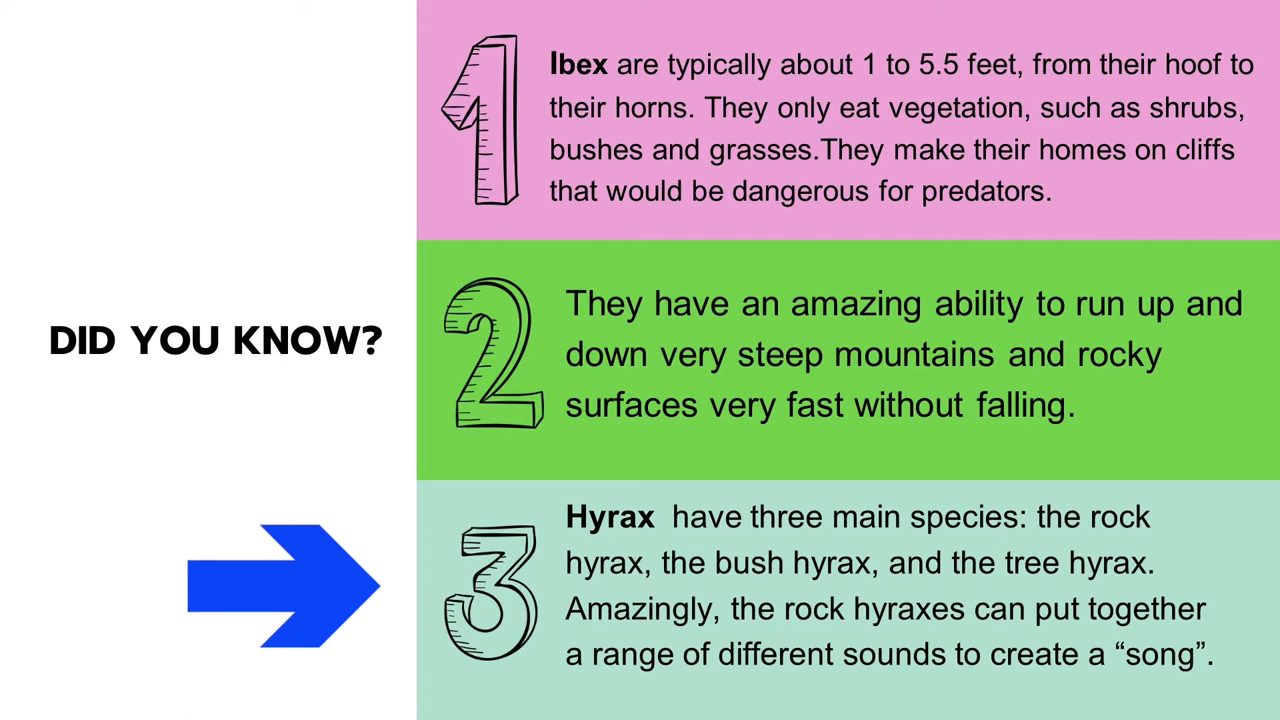 DID YOU KNOW?
1
Ibex are typically about 1 to 5.5 feet, from their hoof to
their horns. They only eat vegetation, such as shrubs,
bushes and grasses.They make their homes on cliffs
that would be dangerous for predators.
2
They have an amazing ability to run up and
down very steep mountains and rocky
surfaces very fast without falling.
3
Hyrax  have three main species: the rock
hyrax, the bush hyrax, and the tree hyrax.
Amazingly, the rock hyraxes can put together
a range of different sounds to create a “song”.